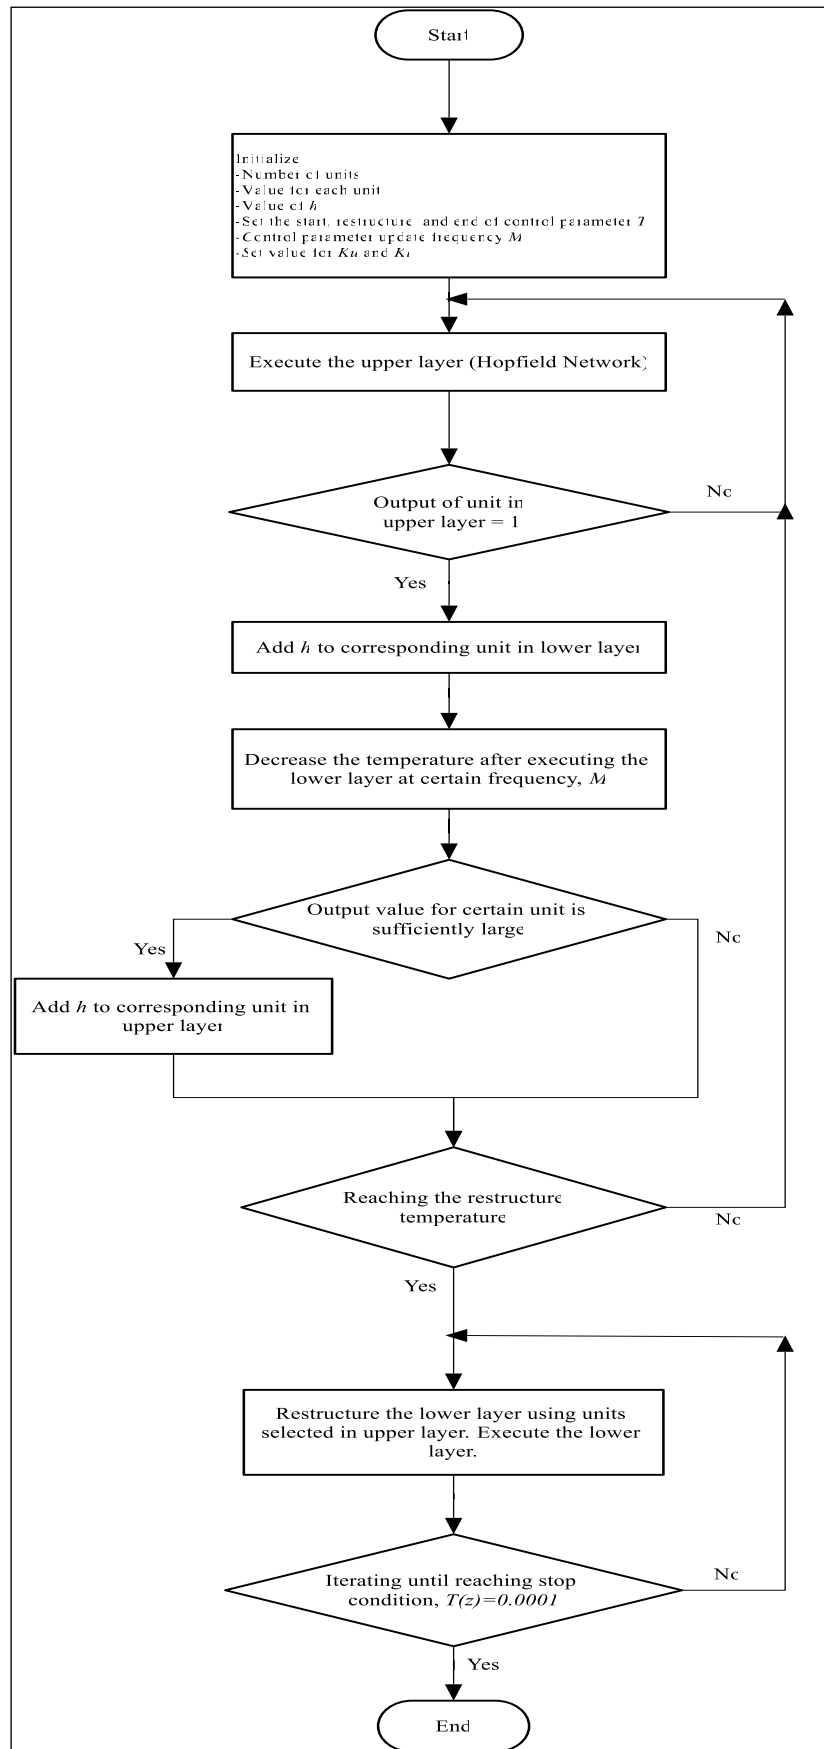 Start
Initialize
-Number of units
-Value for each unit
-Value of h
-Set the start, restructure and end of control parameter T
-Control parameter update frequency M
-Set value for Ku and Kl
Execute the upper layer (Hopfield Network)
Output of unit in
upper layer = 1
No
Yes
Add h to corresponding unit in lower layer
Decrease the temperature after executing the
lower layer at certain frequency, M
Output value for certain unit is
sufficiently large
Yes
No
Add h to corresponding unit in
upper layer
Reaching the restructure
temperature
No
Yes
Restructure the lower layer using units
selected in upper layer. Execute the lower
layer.
Iterating until reaching stop
condition, T(z)=0.0001
No
Yes
End